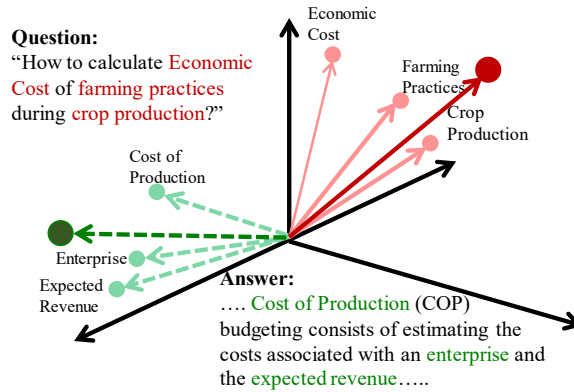 Question:
“How to calculate Economic
Cost of farming practices
during crop production?”
Economic
Cost
Farming
Practices
Crop
Production
Cost of
Production
Enterprise
Expected
Revenue
Answer:
…. Cost of Production (COP)
budgeting consists of estimating the
costs associated with an enterprise and
the expected revenue…..